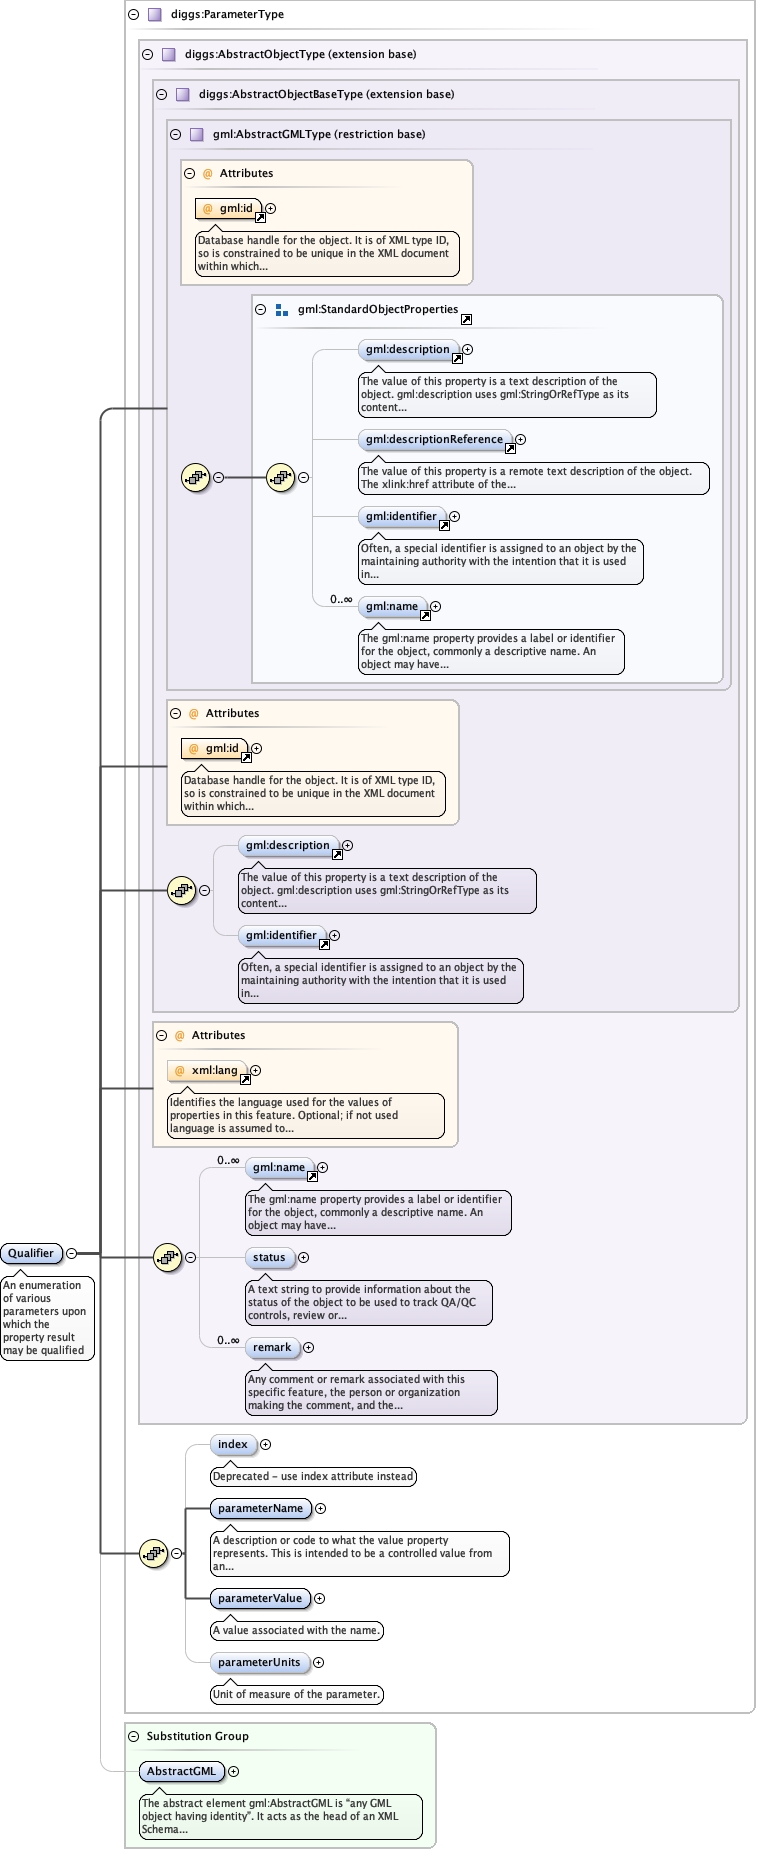 diggs:ParameterType
diggs:AbstractObjectType (extension base)
diggs:AbstractObjectBaseType (extension base)
gml:AbstractGMLType (restriction base)
@ Attributes
@ gml:id
Database handle for the object. It is of XML type ID,
so is constrained to be unique in the XML document
within which...
gml:StandardObjectProperties
gml:description
The value of this property is a text description of the
object. gml:description uses gml:StringOrRefType as its
content...
gml:descriptionReference
The value of this property is a remote text description of the object.
The xlink:href attribute of the...
gml:identifier
Often, a special identifier is assigned to an object by the
maintaining authority with the intention that it is used
in...
0..∞
gml:name
The gml:name property provides a label or identifier
for the object, commonly a descriptive name. An
object may have...
@ Attributes
@ gml:id
Database handle for the object. It is of XML type ID,
so is constrained to be unique in the XML document
within which...
gml:description
The value of this property is a text description of the
object. gml:description uses gml:StringOrRefType as its
content...
gml:identifier
Often, a special identifier is assigned to an object by the
maintaining authority with the intention that it is used
in...
@ Attributes
@ xml:lang
Identifies the language used for the values of
properties in this feature. Optional; if not used
language is assumed to...
0..∞
gml:name
The gml:name property provides a label or identifier
for the object, commonly a descriptive name. An
object may have...
status
A text string to provide information about the
status of the object to be used to track QA/QC
controls, review or...
0..∞
remark
Any comment or remark associated with this
specific feature, the person or organization
making the comment, and the...
Qualifier
An enumeration
of various
parameters upon
which the
property result
may be qualified
index
Deprecated - use index attribute instead
parameterName
A description or code to what the value property
represents. This is intended to be a controlled value from
an...
parameterValue
A value associated with the name.
parameterUnits
Unit of measure of the parameter.
Substitution Group
AbstractGML
The abstract element gml:AbstractGML is “any GML
object having identity”. It acts as the head of an XML
Schema...